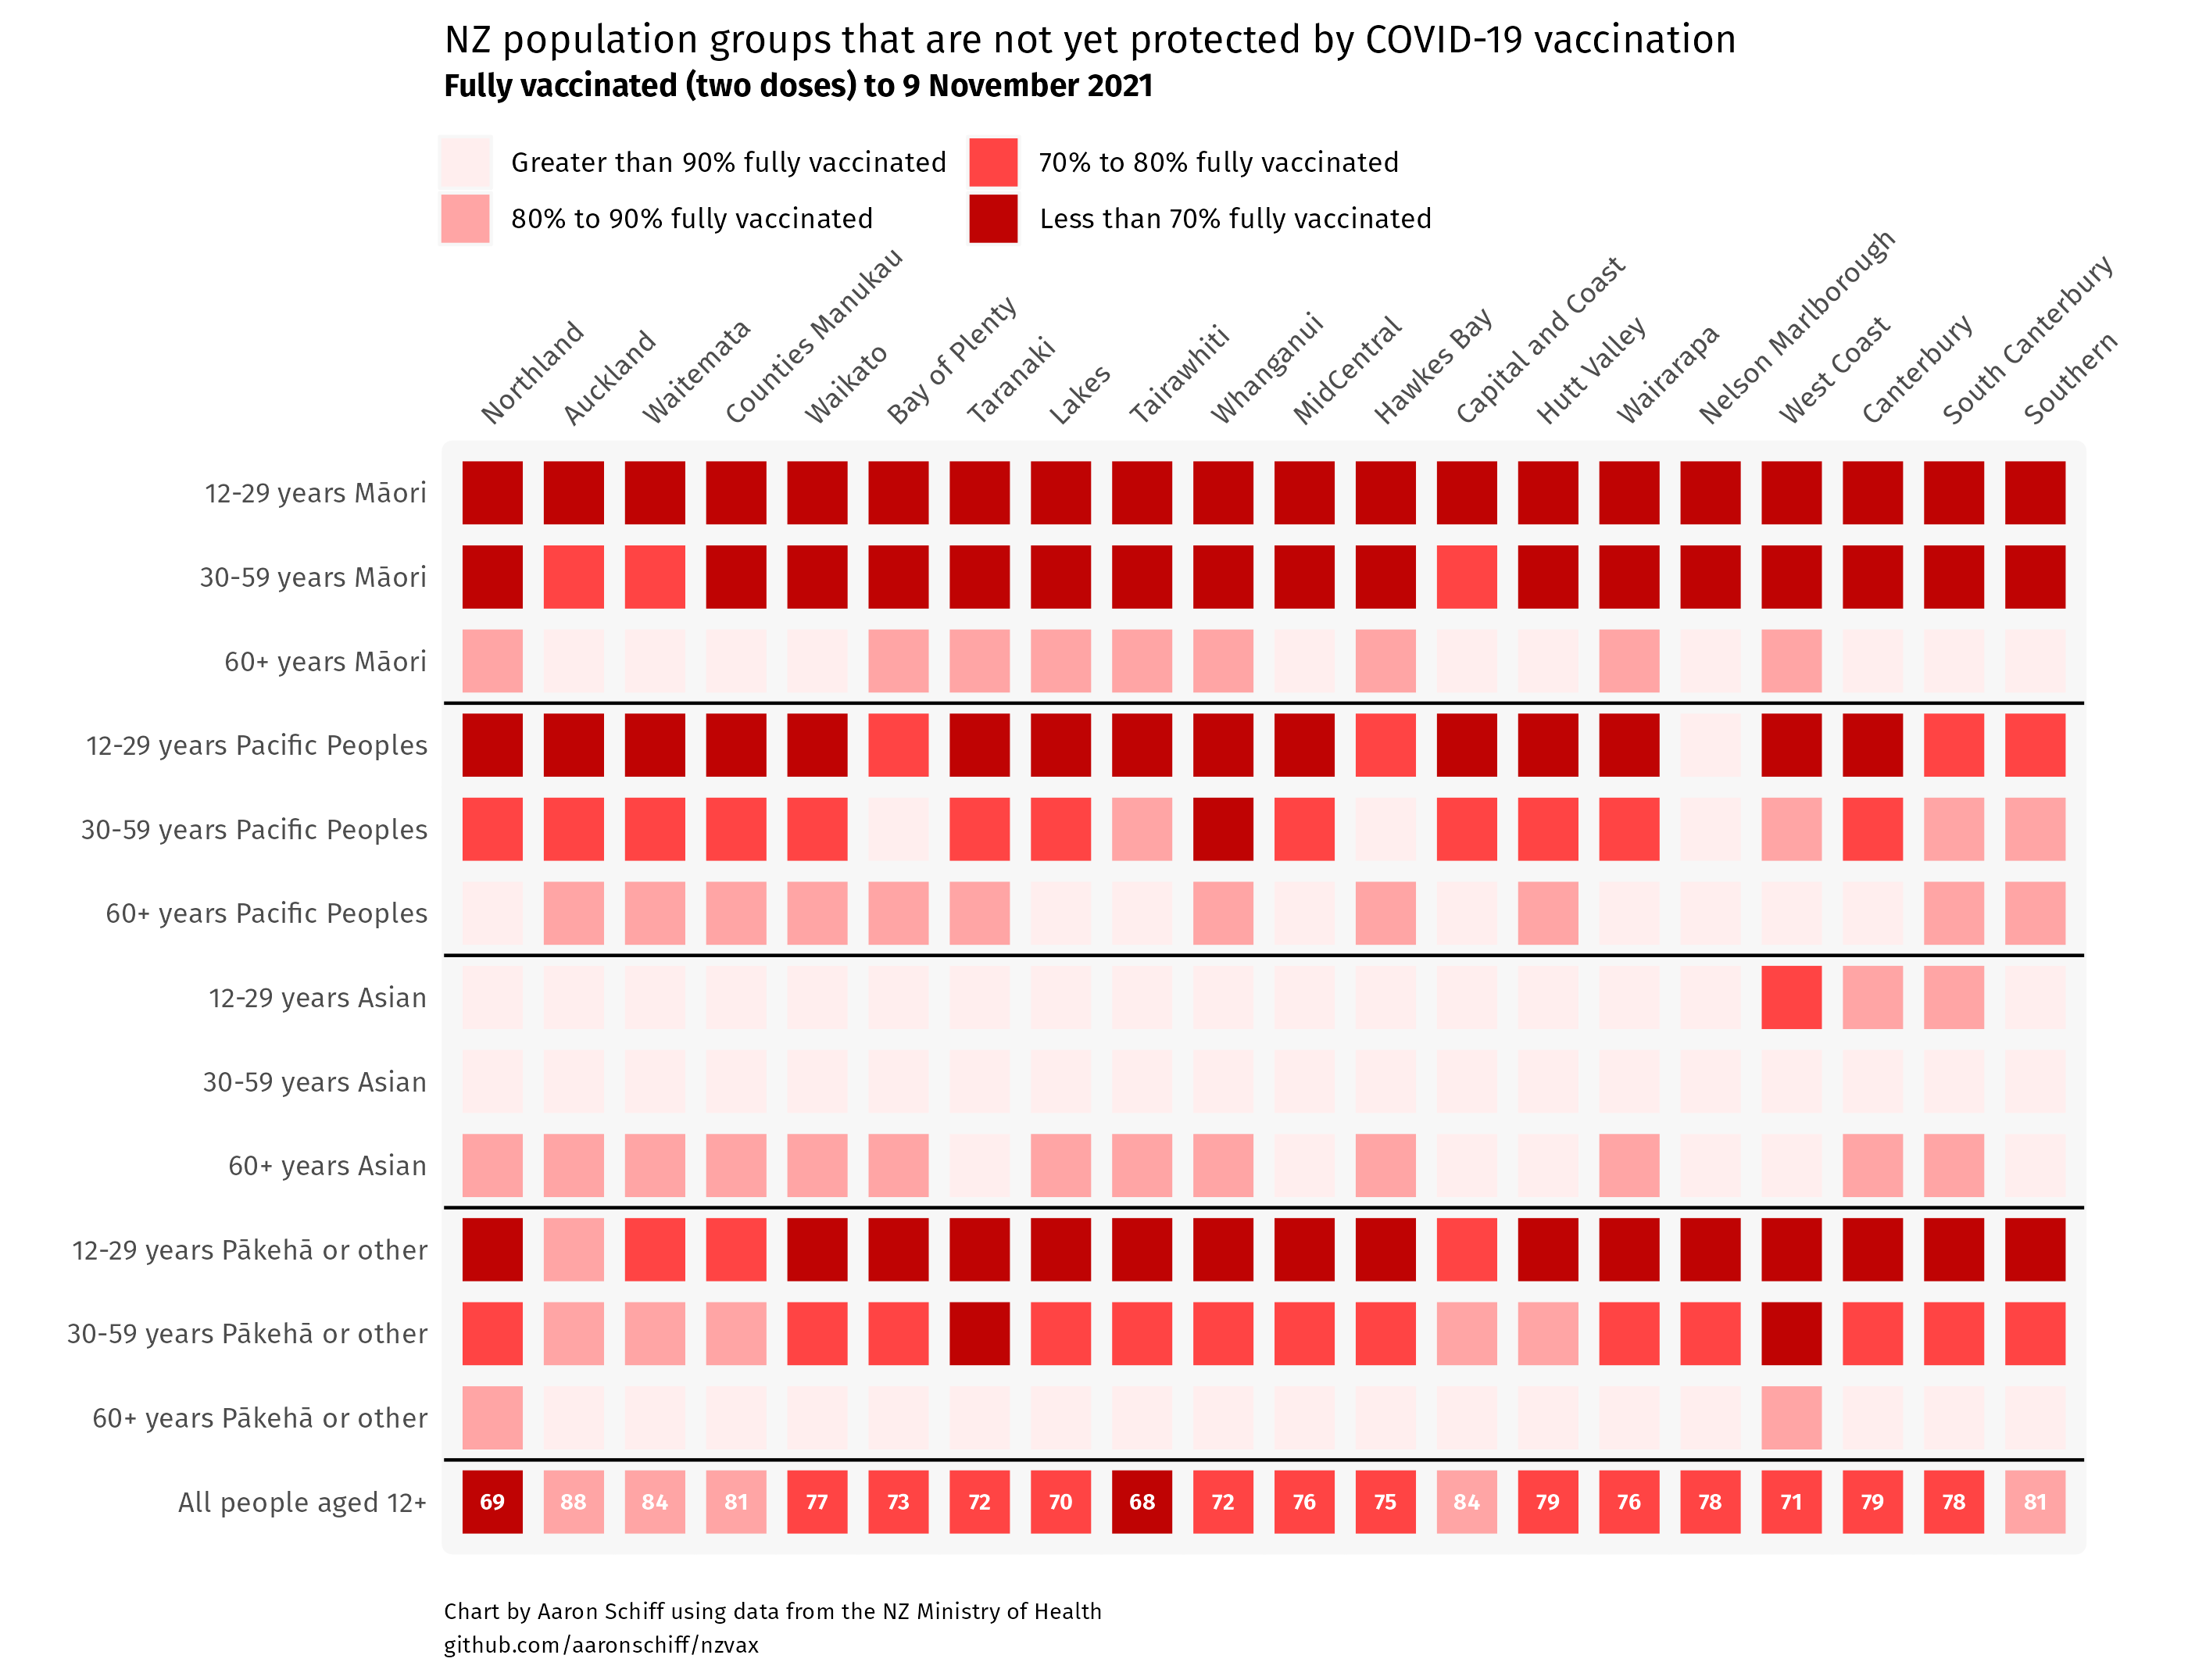 NZ population groups that are not yet protected by COVID-19 vaccination
Fully vaccinated (two doses) to 9 November 2021
Greater than 90% fully vaccinated
70% to 80% fully vaccinated
80% to 90% fully vaccinated
Less than 70% fully vaccinated
Northland
Auckland
Waitemata
Counties Manukau
Waikato
Bay of Plenty
Taranaki
Lakes
Tairawhiti
Whanganui
MidCentral
Hawkes Bay
Capital and Coast
Hutt Valley
Wairarapa
Nelson Marlborough
West Coast
Canterbury
South Canterbury
Southern
12-29 years Māori
30-59 years Māori
60+ years Māori
12-29 years Pacific Peoples
30-59 years Pacific Peoples
60+ years Pacific Peoples
12-29 years Asian
30-59 years Asian
60+ years Asian
12-29 years Pākehā or other
30-59 years Pākehā or other
60+ years Pākehā or other
All people aged 12+ 69 88 84 81 77 73 72 70 68 72 76 75 84 79 76 78 71 79 78 81
Chart by Aaron Schiff using data from the NZ Ministry of Health
github.com/aaronschiff/nzvax